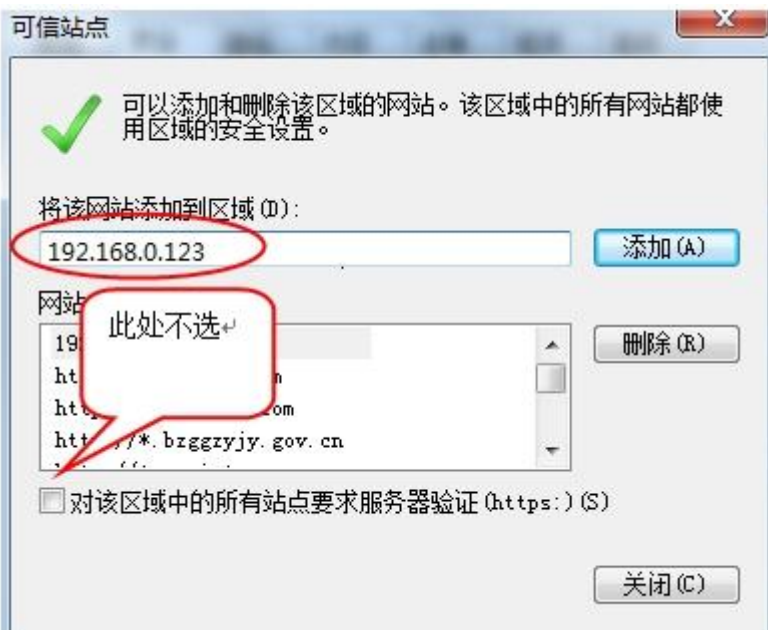 可信站点
可以添加和删除该区域的网站。该区域中的所有网站都使
用区域的安全设置。
将该网站添加到区域(D):
192.168.0.123
添加(A)
网站
此处不选
删除(R)
//*.bzggzyjy.gov.cn
对该区域中的所有站点要求服务器验证(https:)(S)
关闭(C)